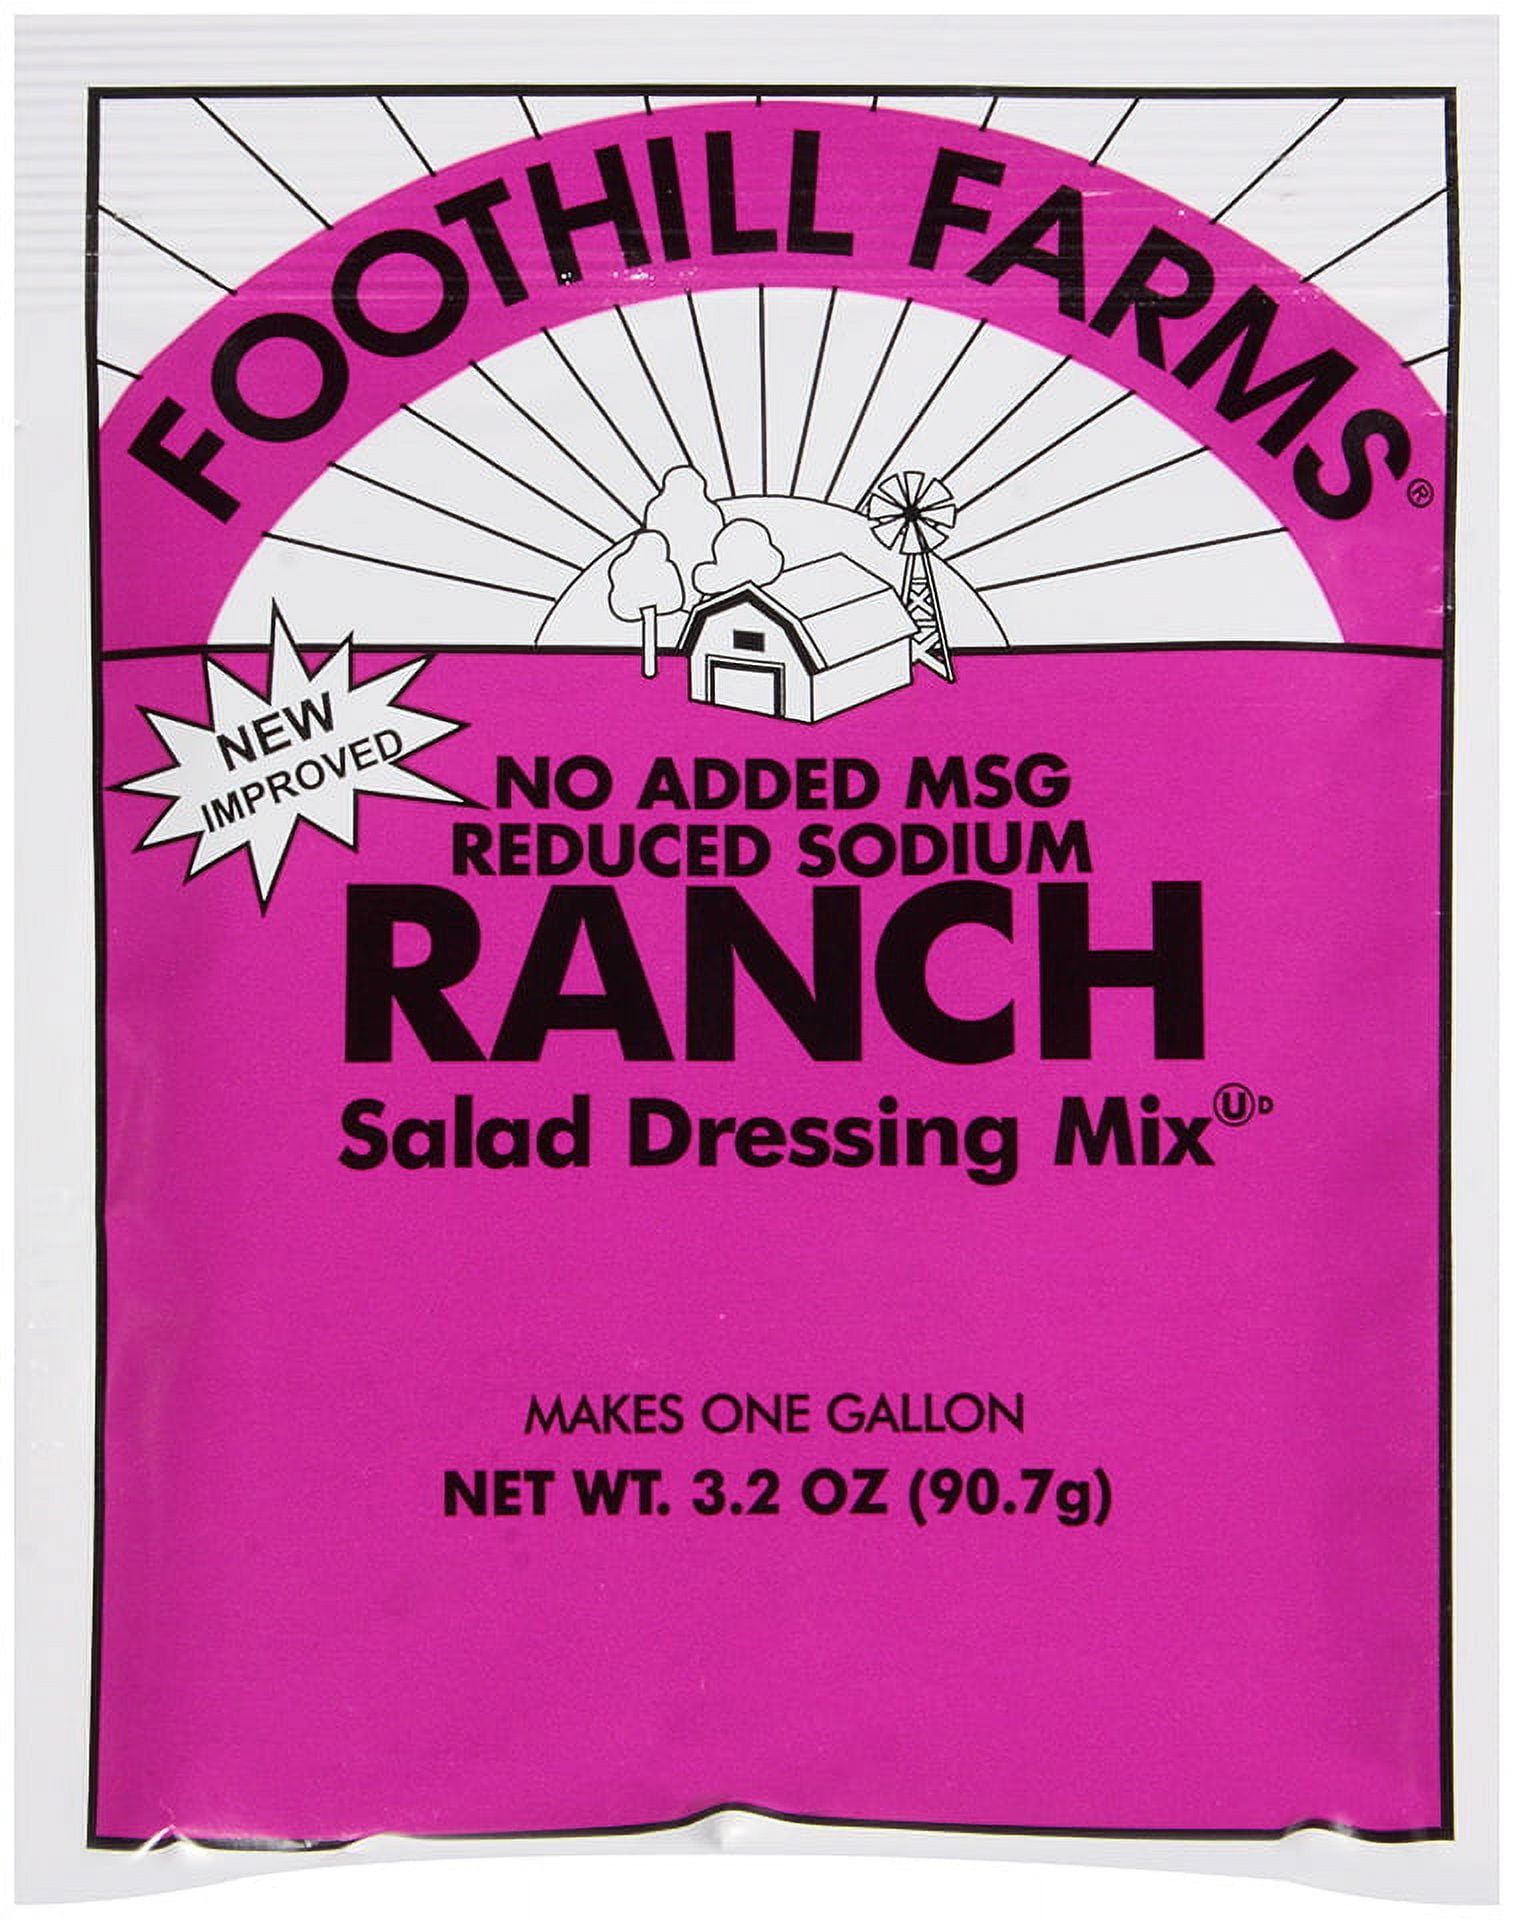 FOOTHILL FARMS®
NEW
IMPROVED
NO ADDED MSG
REDUCED SODIUM
RANCH
Salad Dressing Mix Ⓤ D
MAKES ONE GALLON
NET WT. 3.2 OZ (90.7g)